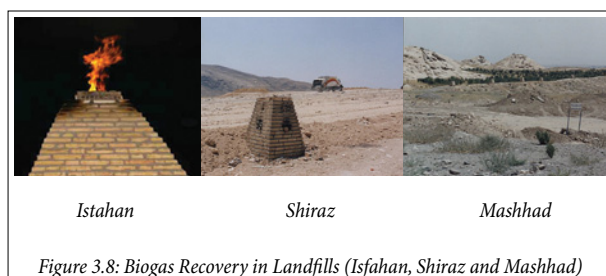 Istahan Shiraz Mashhad
Figure 3.8: Biogas Recovery in Landfills (Isfahan, Shiraz and Mashhad)